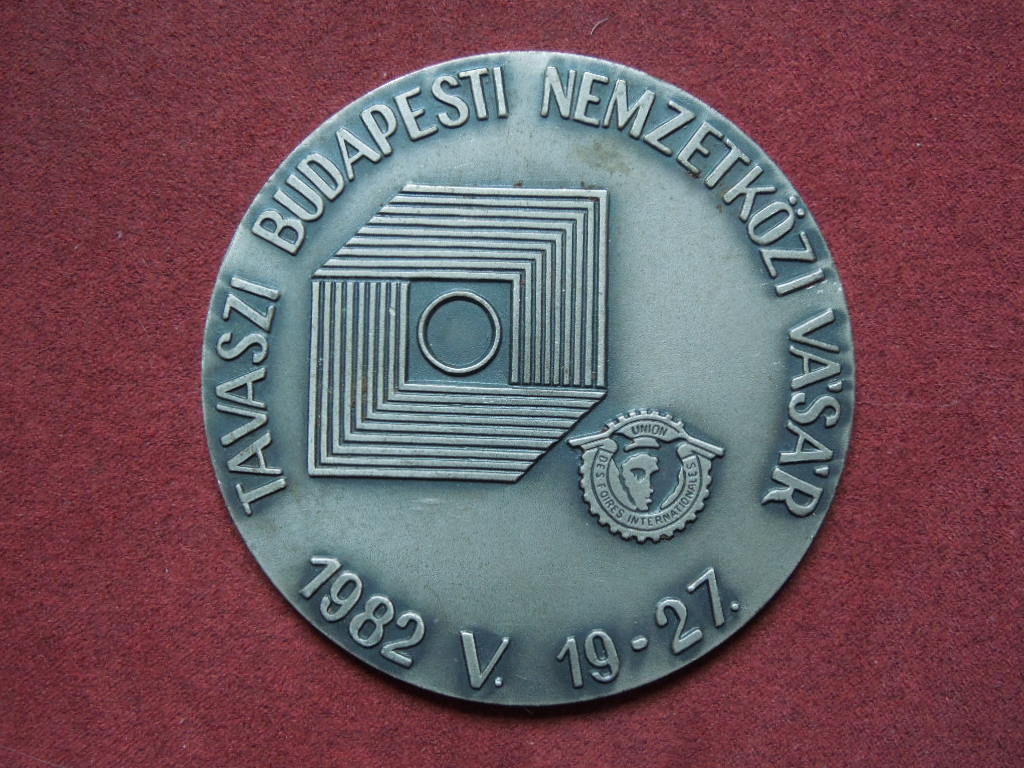 TAVASZI BUDAPESTI NEMZETKÖZI VÁSÁR
UNION
DES FOIRES INTERNATIONALES
1982 V. 19-27.